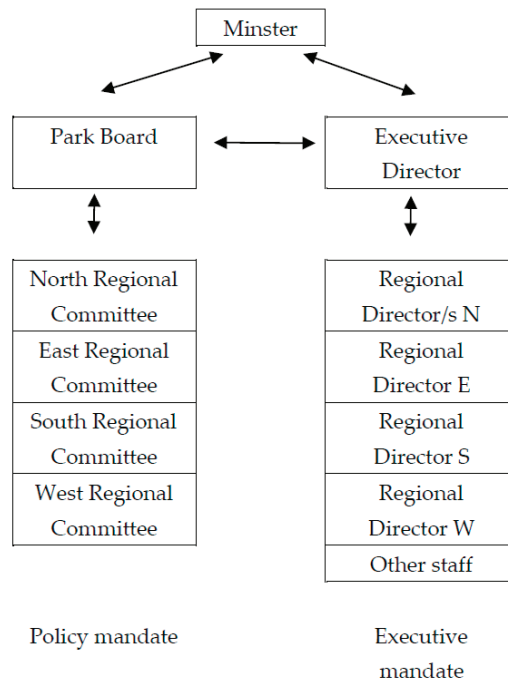 Minster
Park Board
Executive
Director
North Regional
Committee
East Regional
Committee
South Regional
Committee
West Regional
Committee
Regional
Director/s N
Regional
Director E
Regional
Director S
Regional
Director W
Other staff
Policy mandate
Executive
mandate